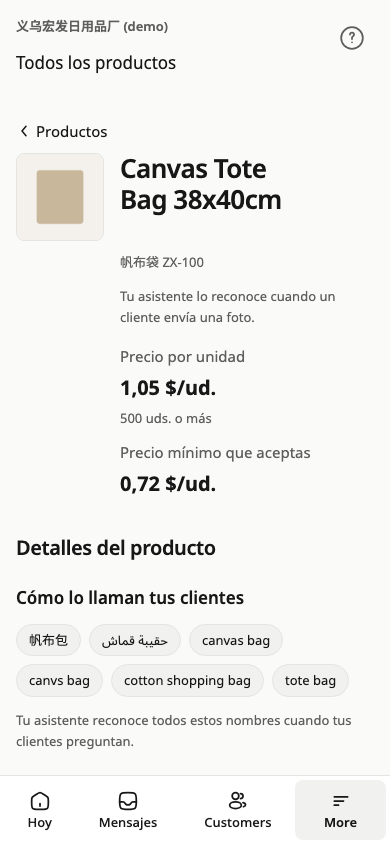 义乌宏发日用品厂 (demo)
Todos los productos
Productos
Canvas Tote
Bag 38x40cm
帆布袋 ZX-100
Tu asistente lo reconoce cuando un
cliente envía una foto.
Precio por unidad
1,05 $/ud.
500 uds. o más
Precio mínimo que aceptas
0,72 $/ud.
Detalles del producto
Cómo lo llaman tus clientes
帆布包 حقيبة قماش canvas bag
canvs bag cotton shopping bag tote bag
Tu asistente reconoce todos estos nombres cuando tus
clientes preguntan.
Hoy Mensajes Customers More